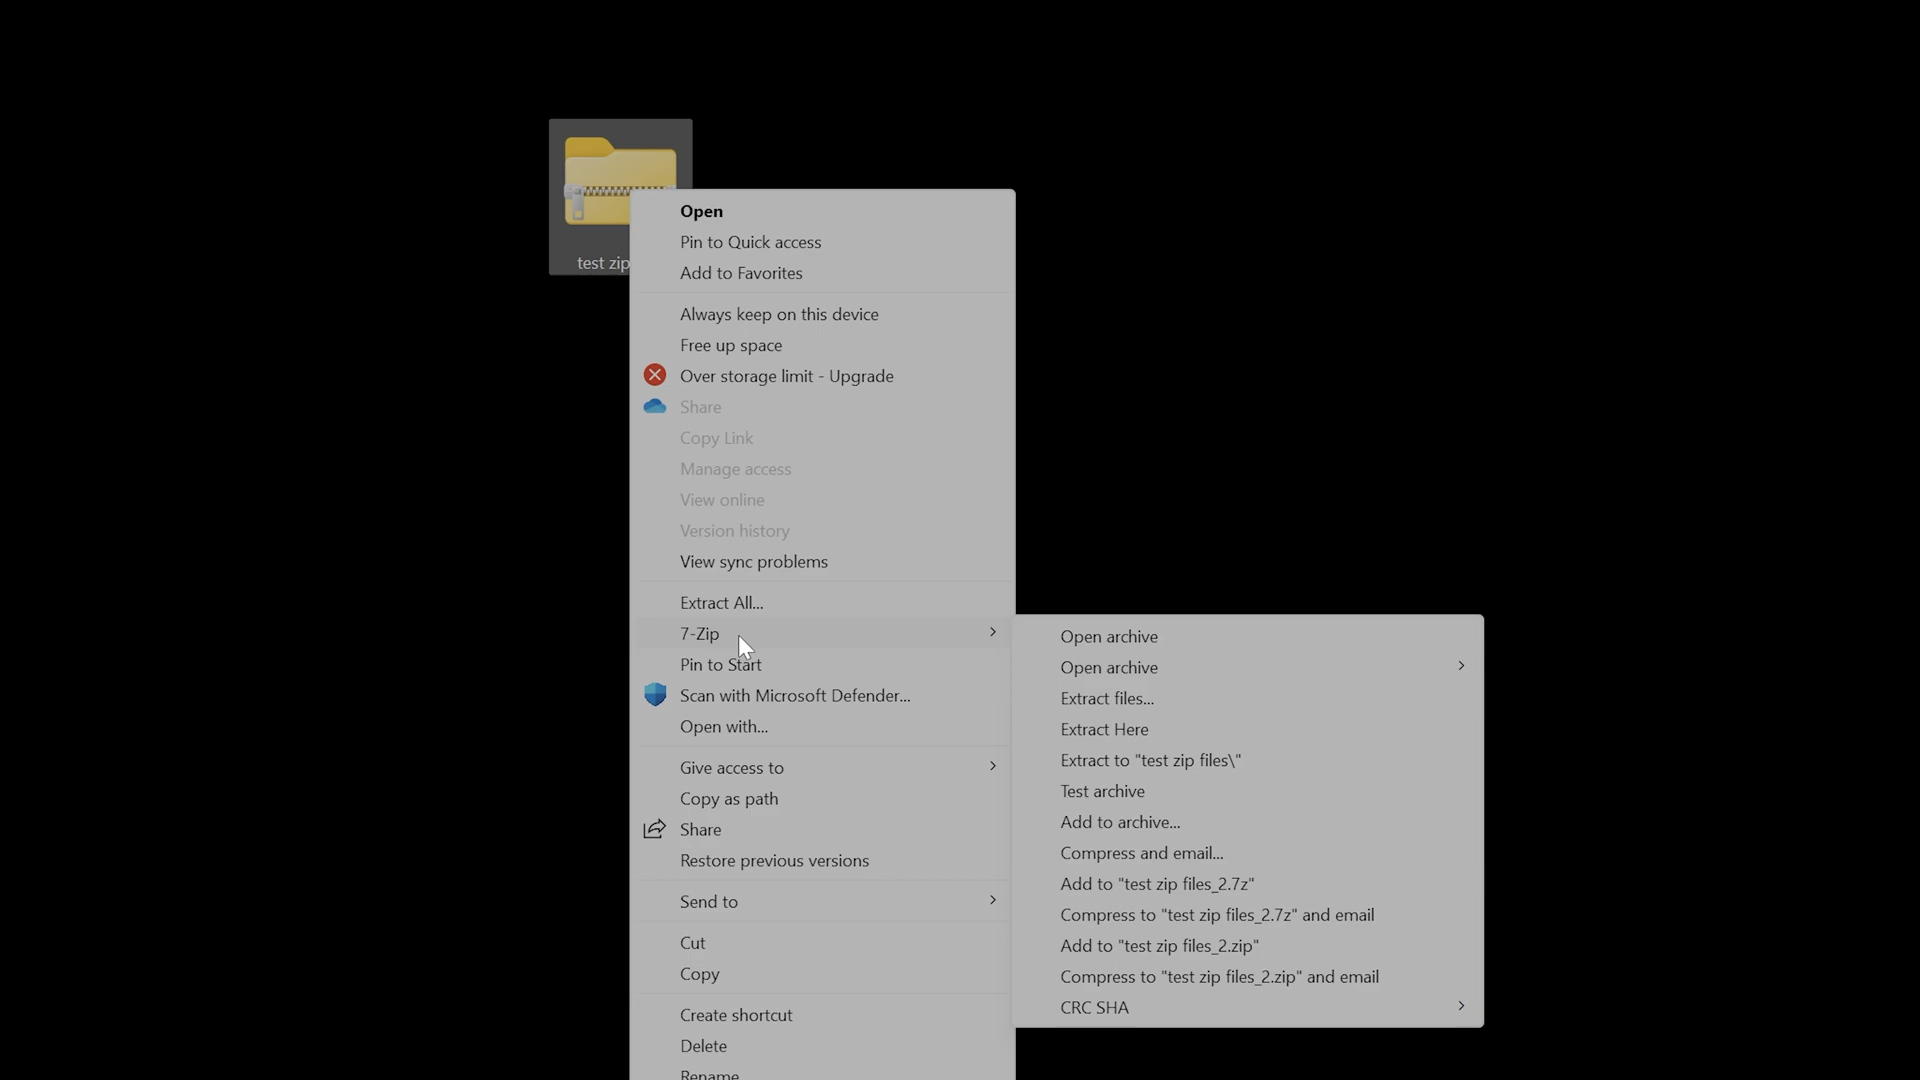 test zip
Open
Pin to Quick access
Add to Favorites
Always keep on this device
Free up space
Over storage limit - Upgrade
Share
Copy Link
Manage access
View online
Version history
View sync problems
Extract All...
7-Zip
Pin to Start
Scan with Microsoft Defender...
Open with...
Give access to
Copy as path
Share
Restore previous versions
Send to
Cut
Copy
Create shortcut
Delete
Rename
Open archive
Open archive
Extract files...
Extract Here
Extract to "test zip files\"
Test archive
Add to archive...
Compress and email...
Add to "test zip files_2.7z"
Compress to "test zip files_2.7z" and email
Add to "test zip files_2.zip"
Compress to "test zip files_2.zip" and email
CRC SHA